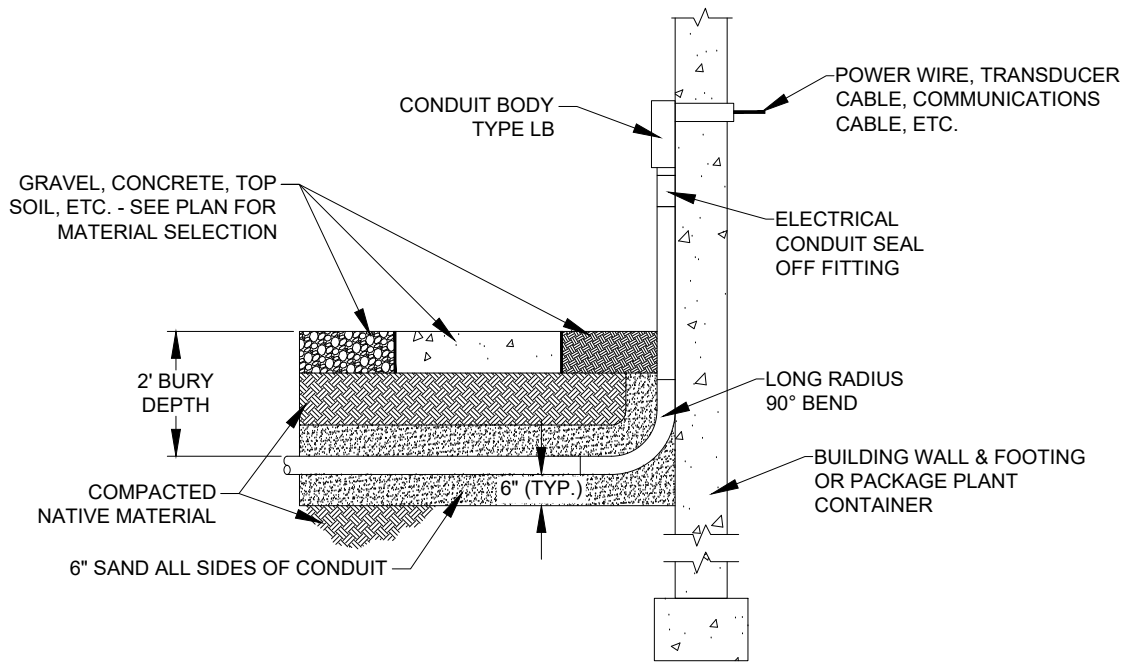 POWER WIRE, TRANSDUCER
CABLE, COMMUNICATIONS
CABLE, ETC.
CONDUIT BODY
TYPE LB
GRAVEL, CONCRETE, TOP
SOIL, ETC. - SEE PLAN FOR
MATERIAL SELECTION
ELECTRICAL
CONDUIT SEAL
OFF FITTING
2' BURY
DEPTH
LONG RADIUS
90° BEND
BUILDING WALL & FOOTING
OR PACKAGE PLANT
CONTAINER
6" (TYP.)
COMPACTED
NATIVE MATERIAL
6" SAND ALL SIDES OF CONDUIT